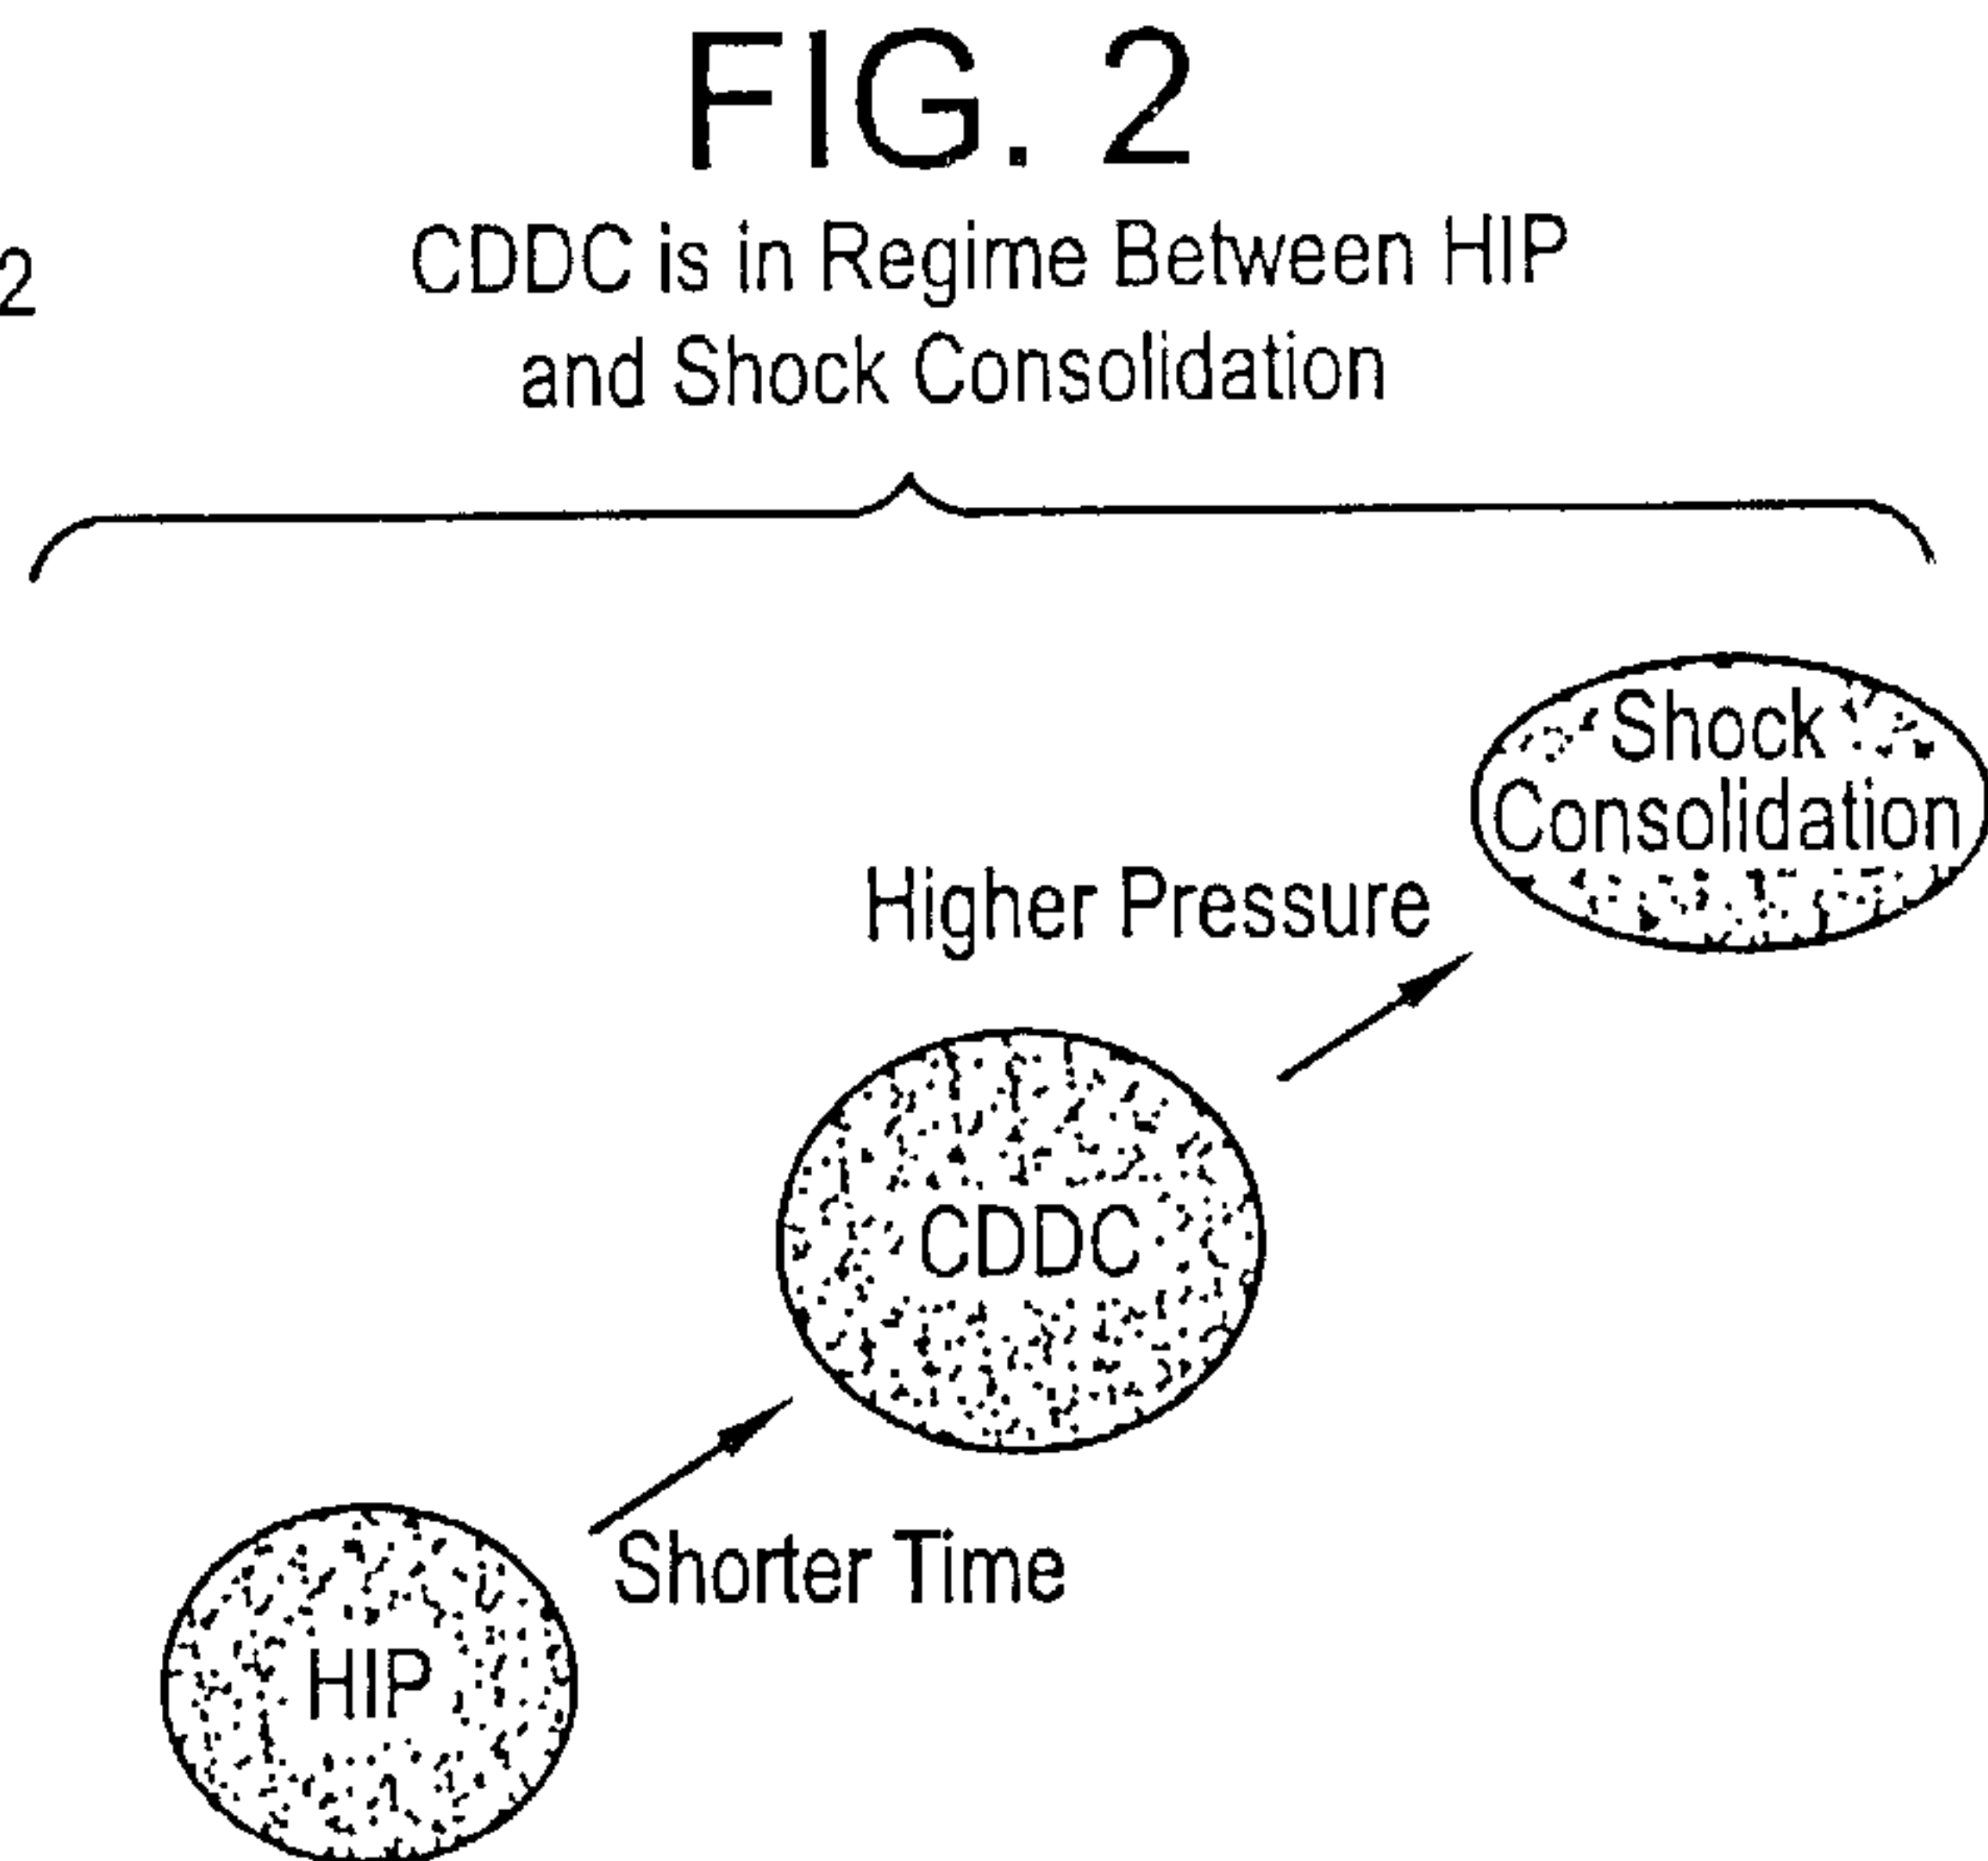 FIG. 2
2
CDDC is in Regime Between HIP
and Shock Consolidation
Shock
Consolidation
Higher Pressure
CDDC
Shorter Time
HIP